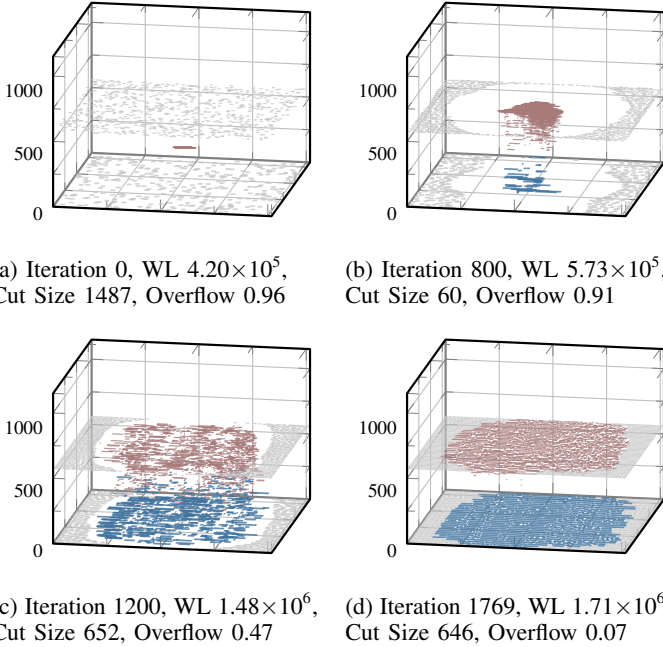 1000
500
0
1000
500
0
a) Iteration 0, WL 4.20×10⁵,
Cut Size 1487, Overflow 0.96
(b) Iteration 800, WL 5.73×10⁵,
Cut Size 60, Overflow 0.91
1000
500
0
1000
500
0
c) Iteration 1200, WL 1.48×10⁶,
Cut Size 652, Overflow 0.47
(d) Iteration 1769, WL 1.71×10⁶
Cut Size 646, Overflow 0.07